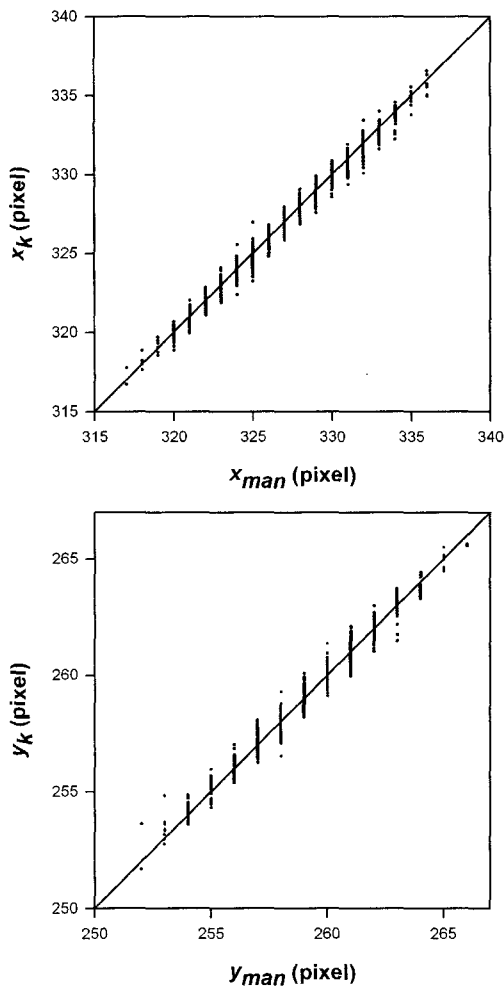 340
335
330
325
320
315
x_k (pixel)
315 320 325 330 335 340
x_man (pixel)
265
260
255
250
y_k (pixel)
250 255 260 265
y_man (pixel)